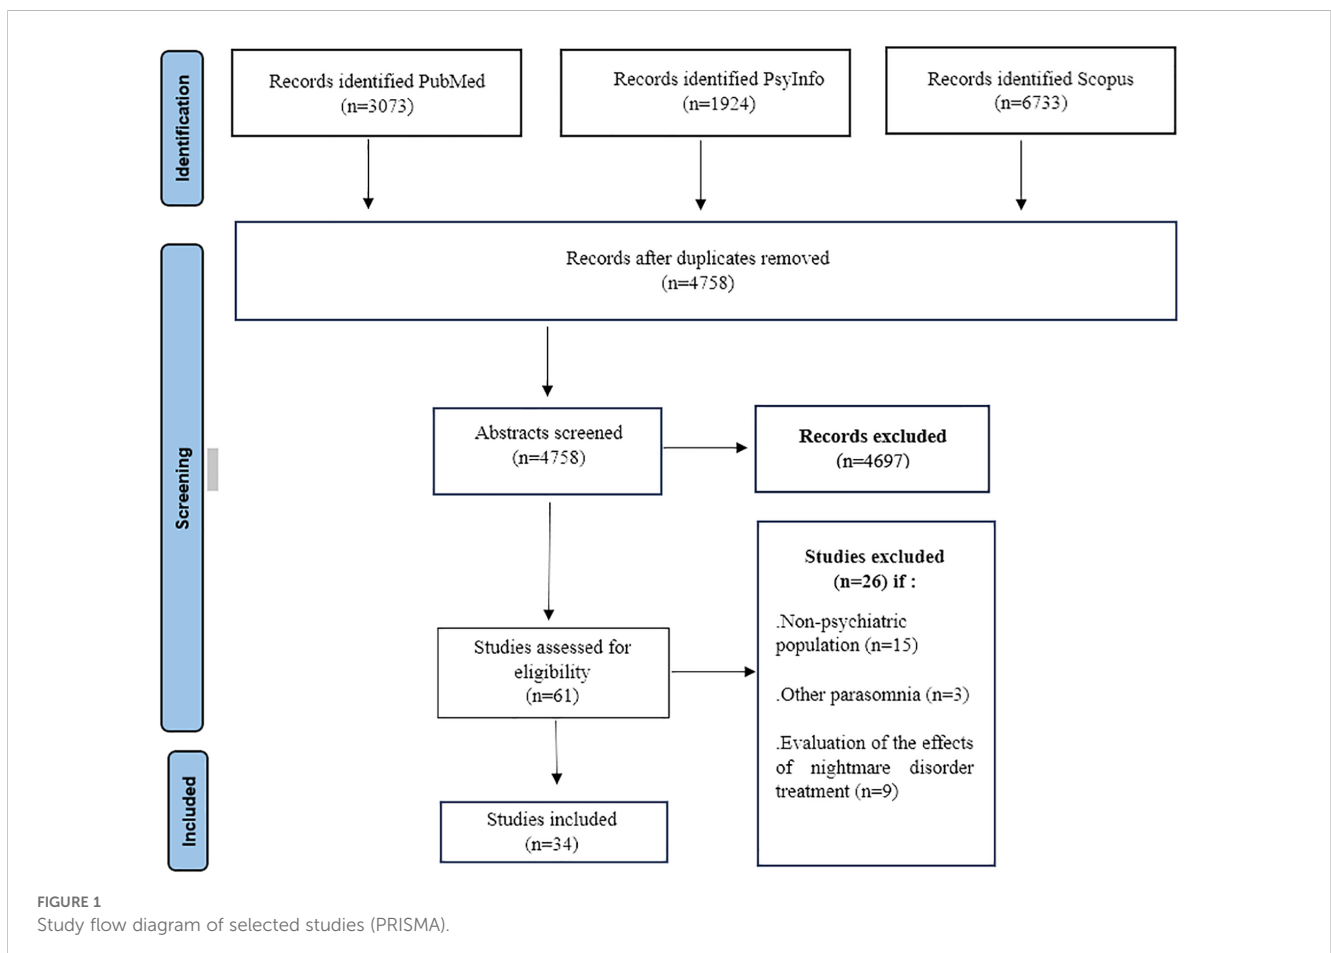 Identification
Records identified PubMed
(n=3073)
Records identified PsyInfo
(n=1924)
Records identified Scopus
(n=6733)
Records after duplicates removed
(n=4758)
Screening
Abstracts screened
(n=4758)
Records excluded
(n=4697)
Studies assessed for
eligibility
(n=61)
Studies excluded
(n=26) if :
.Non-psychiatric
population (n=15)
.Other parasomnia (n=3)
.Evaluation of the effects
of nightmare disorder
treatment (n=9)
Included
Studies included
(n=34)
FIGURE 1
Study flow diagram of selected studies (PRISMA).